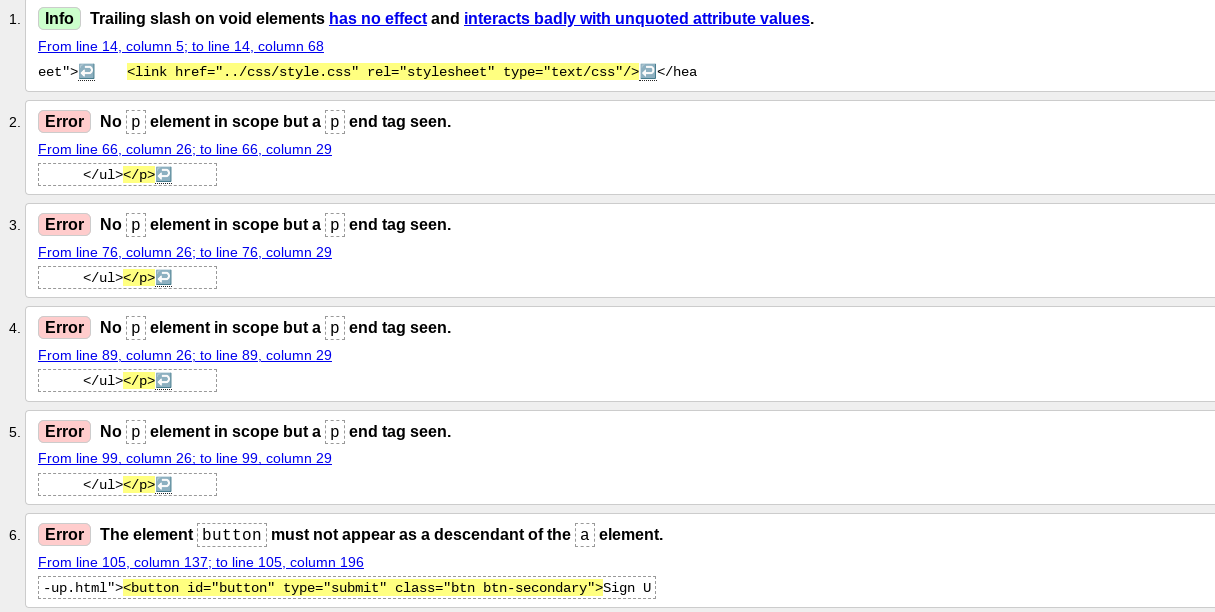 1. Info Trailing slash on void elements has no effect and interacts badly with unquoted attribute values.
From line 14, column 5; to line 14, column 68
eet">↩    <link href="../css/style.css" rel="stylesheet" type="text/css"/>↩</hea
2. Error No p element in scope but a p end tag seen.
From line 66, column 26; to line 66, column 29
</ul></p>↩
3. Error No p element in scope but a p end tag seen.
From line 76, column 26; to line 76, column 29
</ul></p>↩
4. Error No p element in scope but a p end tag seen.
From line 89, column 26; to line 89, column 29
</ul></p>↩
5. Error No p element in scope but a p end tag seen.
From line 99, column 26; to line 99, column 29
</ul></p>↩
6. Error The element button must not appear as a descendant of the a element.
From line 105, column 137; to line 105, column 196
-up.html"><button id="button" type="submit" class="btn btn-secondary">Sign U